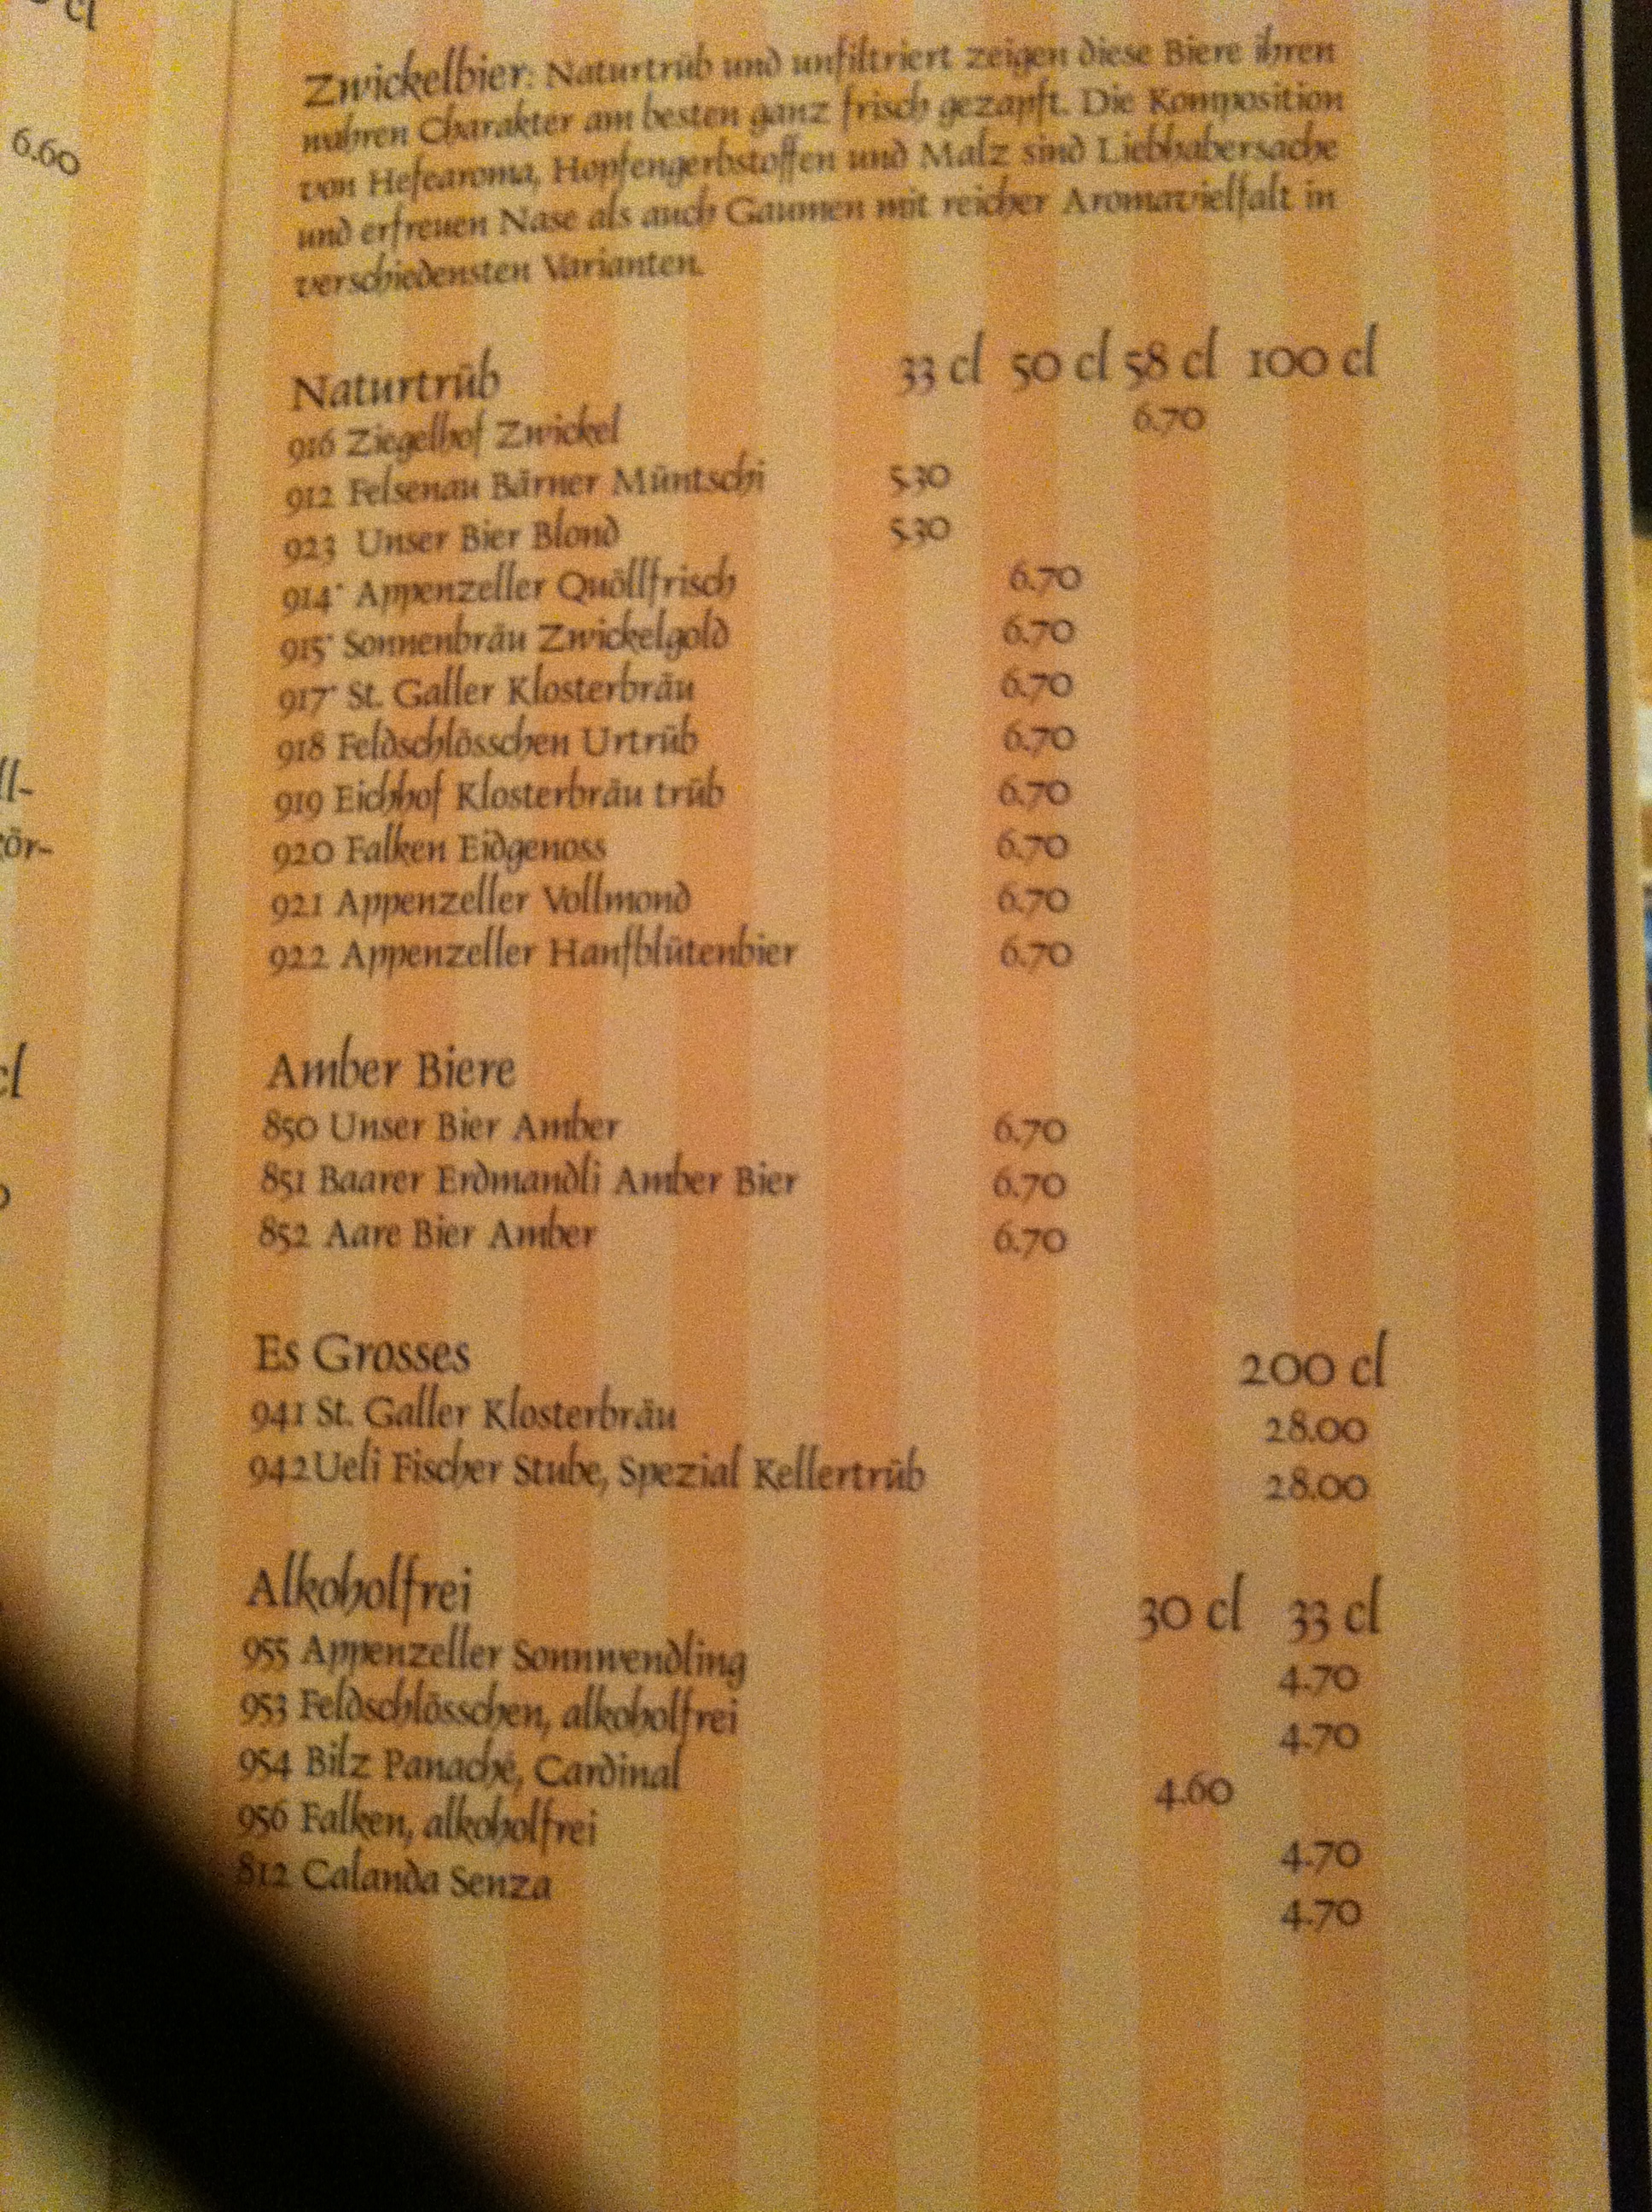 cl
6.60
ll-
kör-
cl
Zwickelbier: Naturtrüb und unfiltriert zeigen diese Biere ihren
wahren Charakter am besten ganz frisch gezapft. Die Komposition
von Hefearoma, Hopfengerbstoffen und Malz sind Liebhabersache
und erfreuen Nase als auch Gaumen mit reicher Aromavielfalt in
verschiedensten Varianten.
Naturtrüb 33 cl 50 cl 58 cl 100 cl
916 Ziegelhof Zwickel 6.70
912 Felsenau Bärner Müntschi 5.30
923 Unser Bier Blond 5.30
914* Appenzeller Quöllfrisch 6.70
915* Sonnenbräu Zwickelgold 6.70
917* St. Galler Klosterbräu 6.70
918 Feldschlösschen Urtrüb 6.70
919 Eichhof Klosterbräu trüb 6.70
920 Falken Eidgenoss 6.70
921 Appenzeller Vollmond 6.70
922 Appenzeller Hanfblütenbier 6.70
Amber Biere
850 Unser Bier Amber 6.70
851 Baarer Erdmandli Amber Bier 6.70
852 Aare Bier Amber 6.70
Es Grosses 200 cl
941 St. Galler Klosterbräu 28.00
942 Ueli Fischer Stube, Spezial Kellertrüb 28.00
Alkoholfrei 30 cl 33 cl
955 Appenzeller Sonnwendling 4.70
953 Feldschlösschen, alkoholfrei 4.70
954 Bilz Panaché, Cardinal 4.60
956 Falken, alkoholfrei 4.70
812 Calanda Senza 4.70